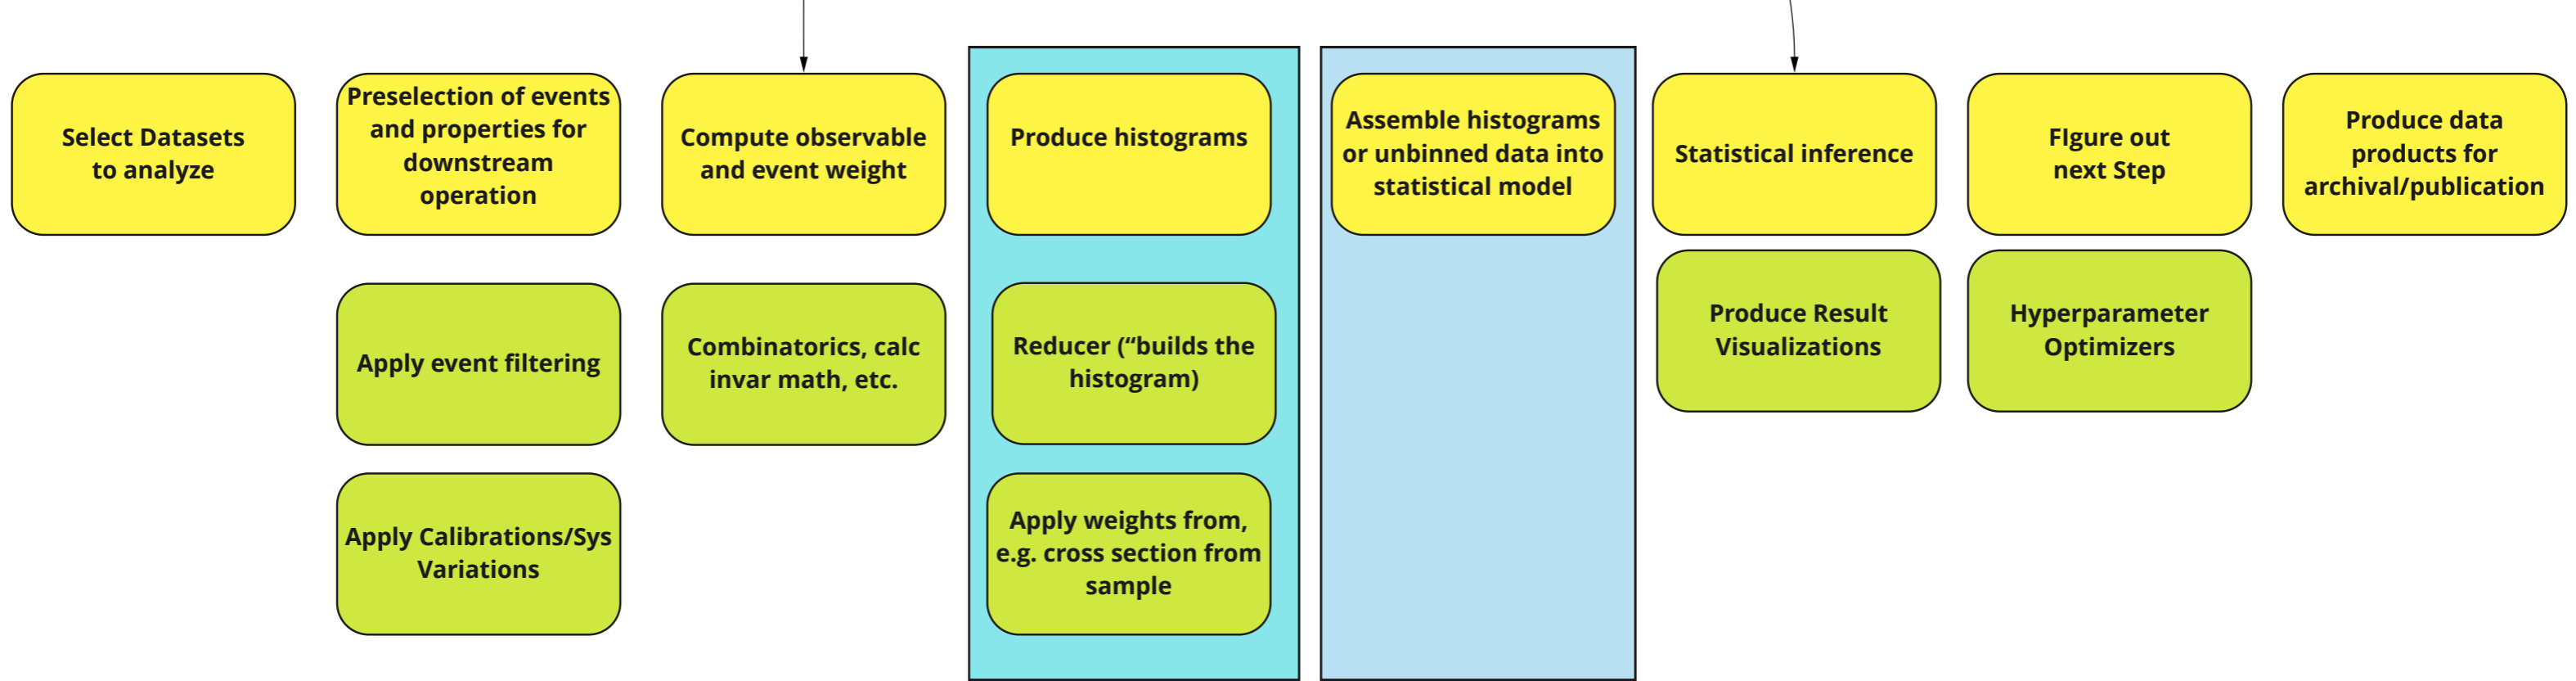 Select Datasets
to analyze
Preselection of events
and properties for
downstream
operation
Compute observable
and event weight
Produce histograms
Assemble histograms
or unbinned data into
statistical model
Statistical inference
FIgure out
next Step
Produce data
products for
archival/publication
Apply event filtering
Combinatorics, calc
invar math, etc.
Reducer (“builds the
histogram)
Produce Result
Visualizations
Hyperparameter
Optimizers
Apply Calibrations/Sys
Variations
Apply weights from,
e.g. cross section from
sample